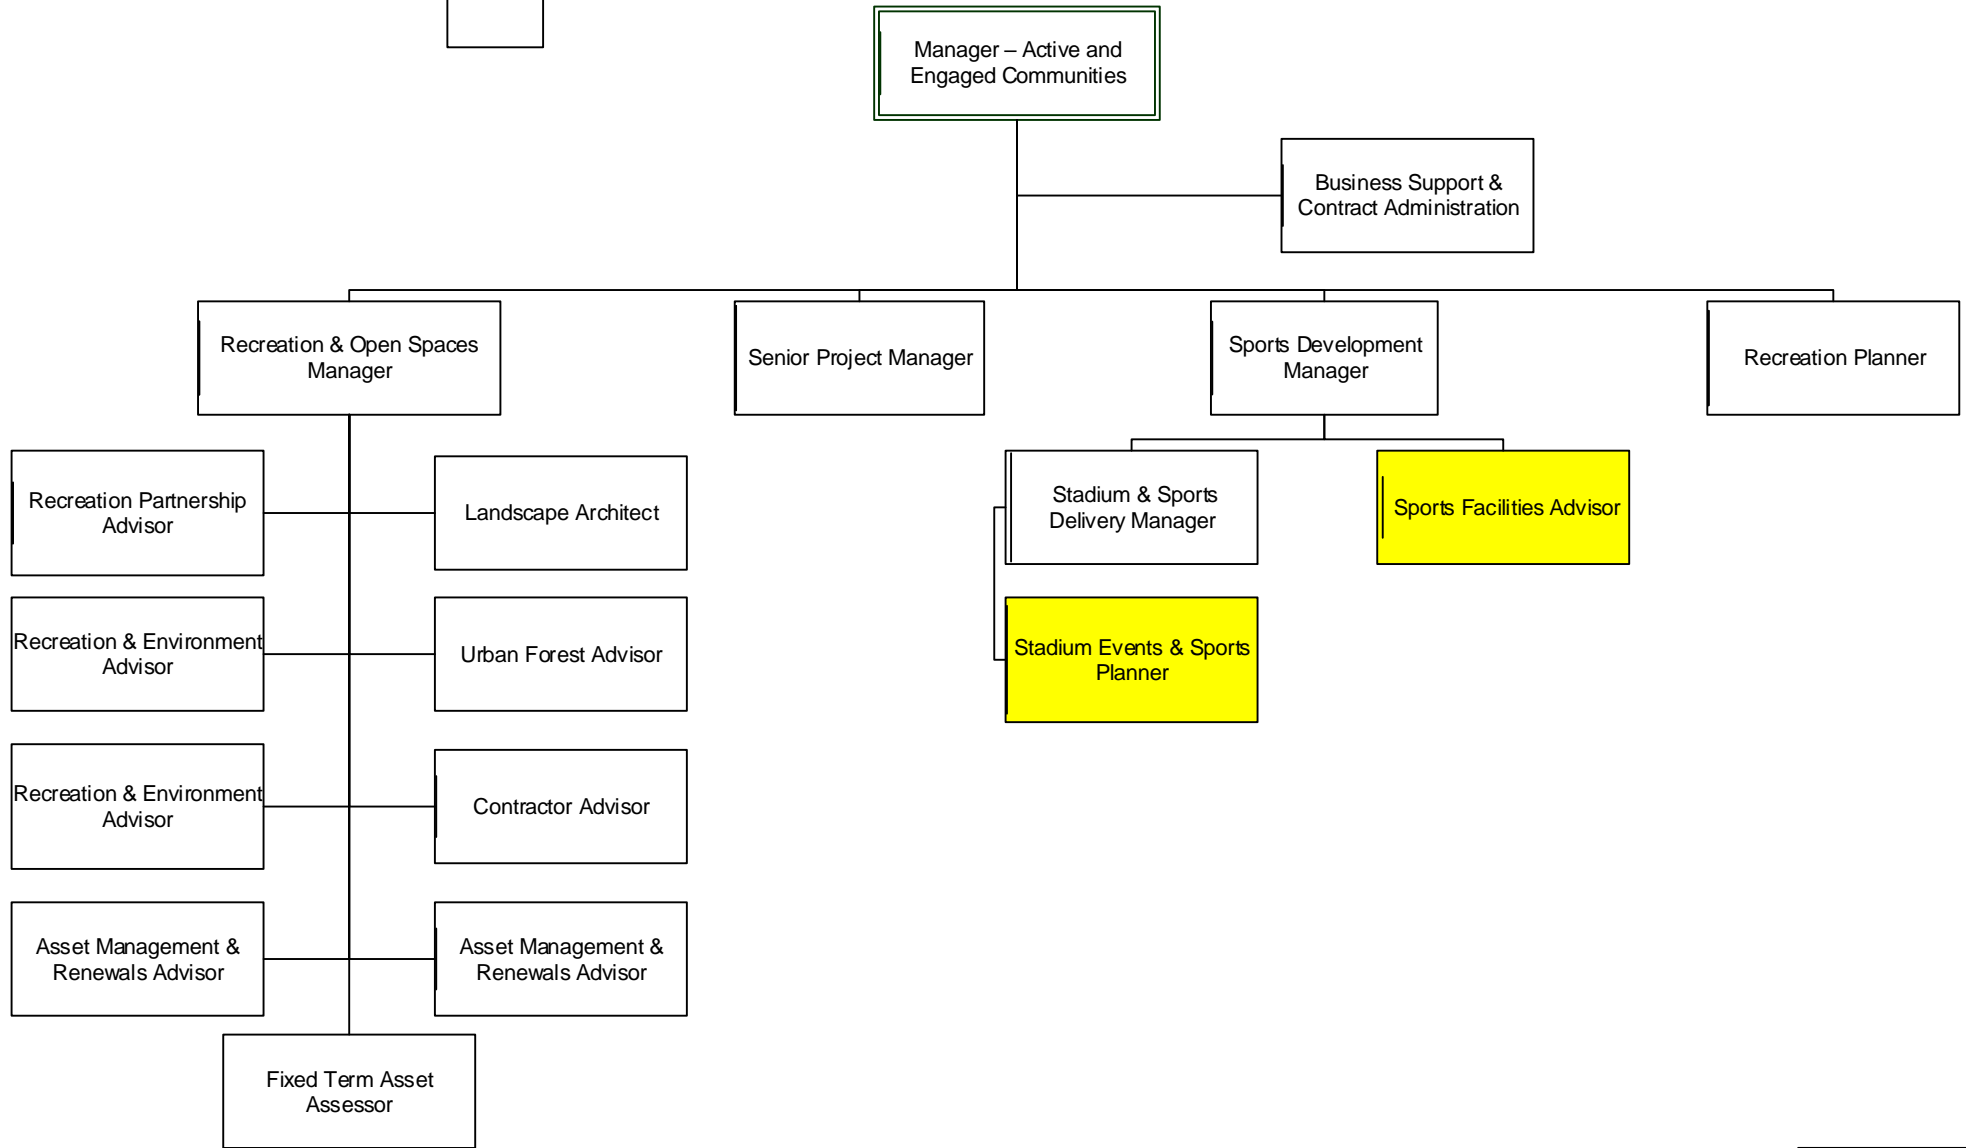 Manager – Active and
Engaged Communities
Business Support &
Contract Administration
Recreation & Open Spaces
Manager
Senior Project Manager
Sports Development
Manager
Recreation Planner
Recreation Partnership
Advisor
Landscape Architect
Stadium & Sports
Delivery Manager
Sports Facilities Advisor
Recreation & Environment
Advisor
Urban Forest Advisor
Stadium Events & Sports
Planner
Recreation & Environment
Advisor
Contractor Advisor
Asset Management &
Renewals Advisor
Asset Management &
Renewals Advisor
Fixed Term Asset
Assessor